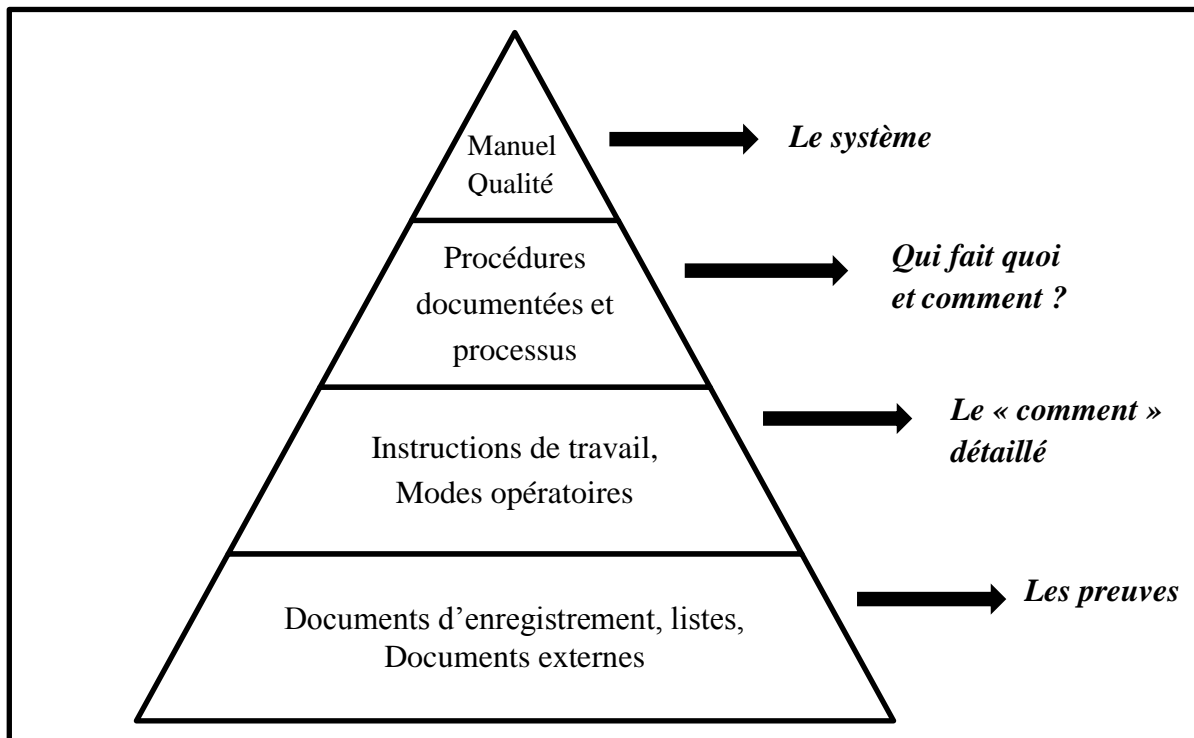 Manuel
Qualité
Le système
Procédures
documentées et
processus
Qui fait quoi
et comment ?
Instructions de travail,
Modes opératoires
Le « comment »
détaillé
Documents d’enregistrement, listes,
Documents externes
Les preuves